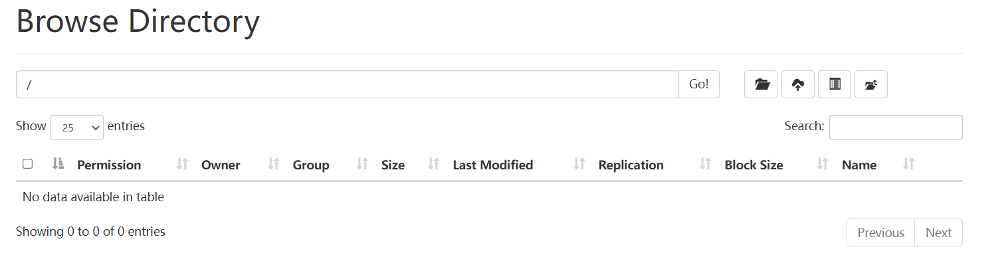 Browse Directory
/ Go!
Show 25 entries Search:
Permission Owner Group Size Last Modified Replication Block Size Name
No data available in table
Showing 0 to 0 of 0 entries Previous Next